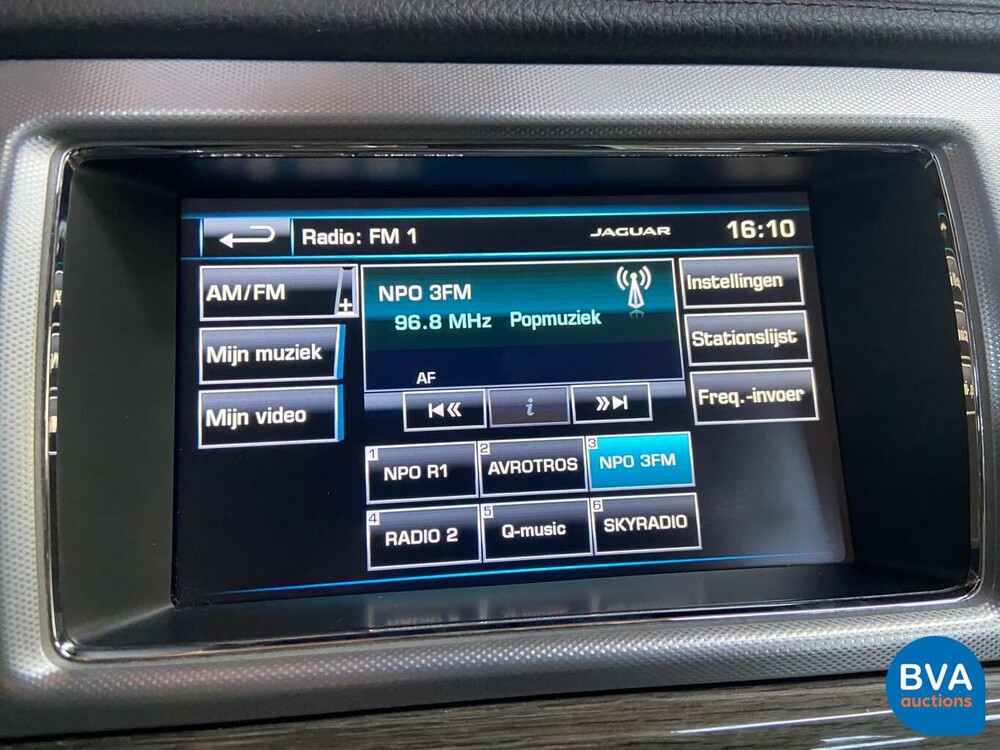 Radio: FM 1
JAGUAR
16:10
AM/FM
+
Mijn muziek
Mijn video
NPO 3FM
96.8 MHz Popmuziek
AF
i
Instellingen
Stationslijst
Freq.-invoer
1
NPO R1
2
AVROTROS
3
NPO 3FM
4
RADIO 2
5
Q-music
6
SKYRADIO
BVA
auctions